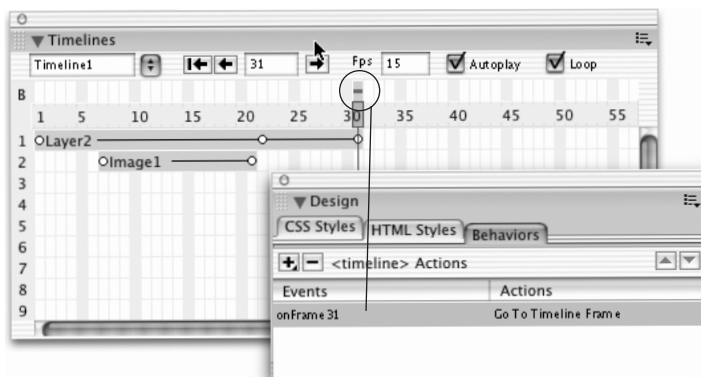 Timelines
Timeline1 31 Fps 15 Autoplay Loop
B
1 5 10 15 20 25 30 35 40 45 50 55
1 Layer2
2 Image1
3
4
5
6
7
8
9
Design
CSS Styles HTML Styles Behaviors
<timeline> Actions
Events Actions
onFrame31 Go To Timeline Frame